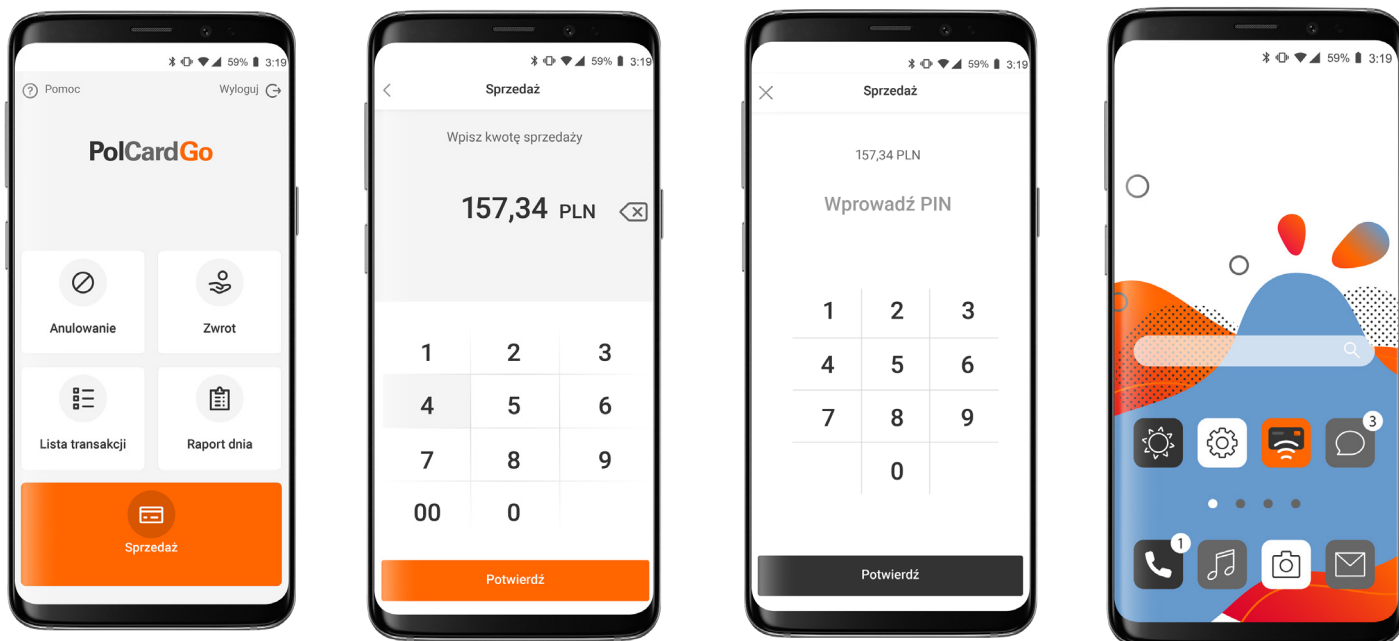 59% 3:19
? Pomoc
Wyloguj
PolCardGo
Anulowanie
Zwrot
Lista transakcji
Raport dnia
Sprzedaż
59% 3:19
Sprzedaż
Wpisz kwotę sprzedaży
157,34 PLN
1 2 3
4 5 6
7 8 9
00 0
Potwierdź
59% 3:19
Sprzedaż
157,34 PLN
Wprowadź PIN
1 2 3
4 5 6
7 8 9
0
Potwierdź
59% 3:19
3
1